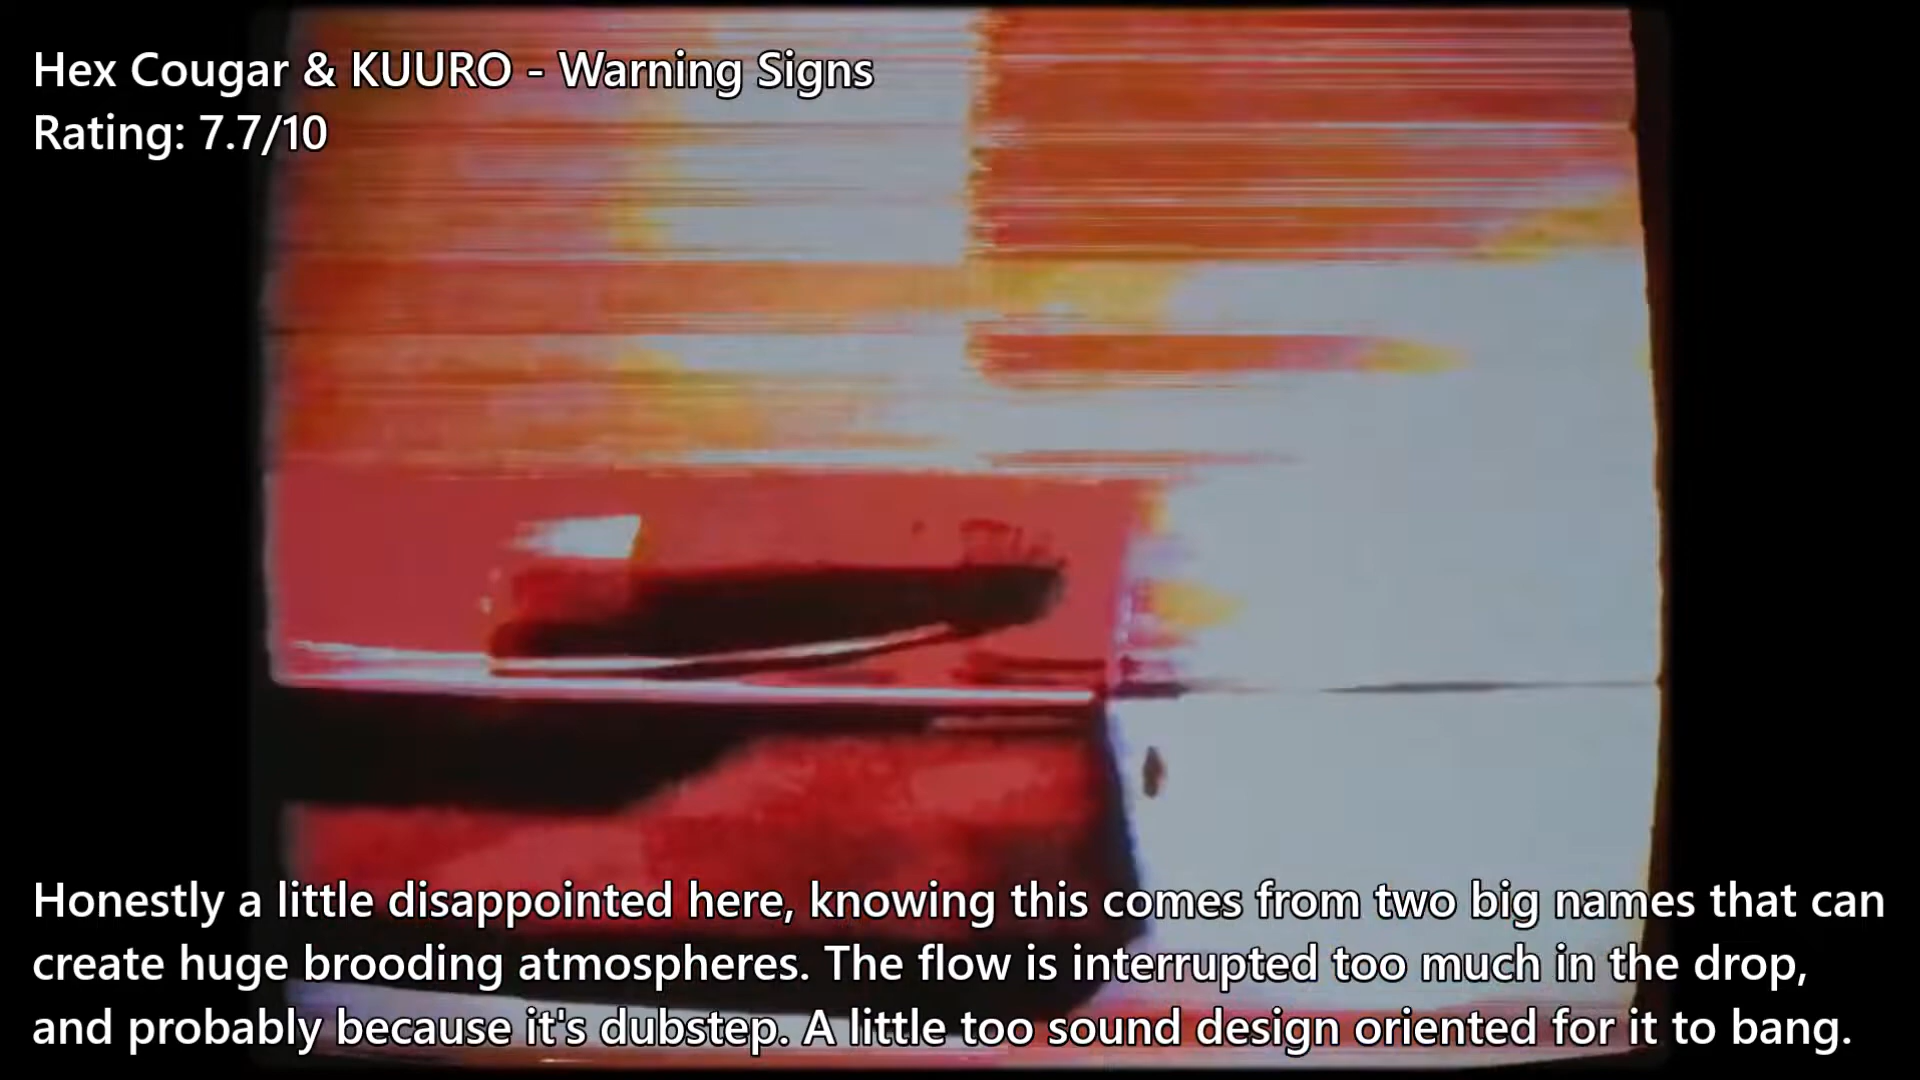 Hex Cougar & KUURO - Warning Signs
Rating: 7.7/10
Honestly a little disappointed here, knowing this comes from two big names that can
create huge brooding atmospheres. The flow is interrupted too much in the drop,
and probably because it's dubstep. A little too sound design oriented for it to bang.